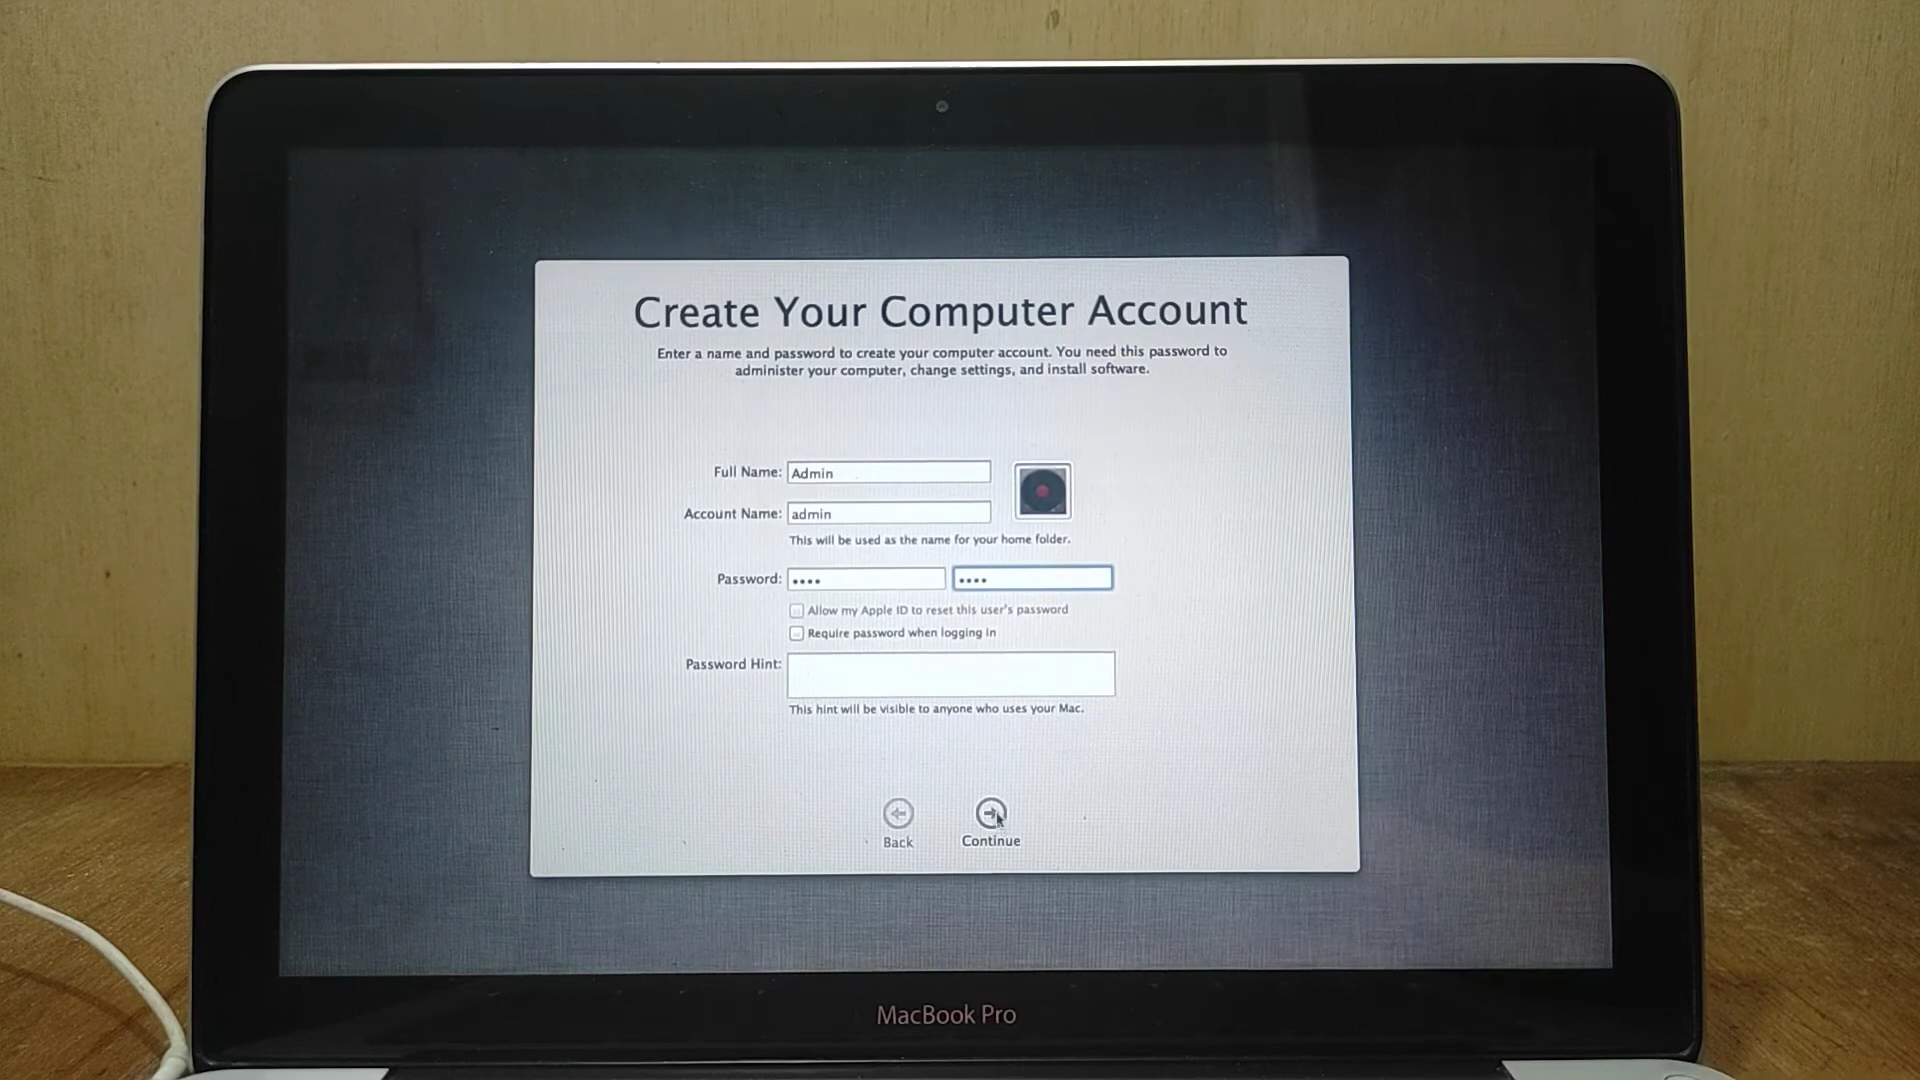 Create Your Computer Account
Enter a name and password to create your computer account. You need this password to
administer your computer, change settings, and install software.
Full Name: Admin
Account Name: admin
This will be used as the name for your home folder.
Password: •••• ••••
Allow my Apple ID to reset this user's password
Require password when logging in
Password Hint:
This hint will be visible to anyone who uses your Mac.
Back Continue
MacBook Pro